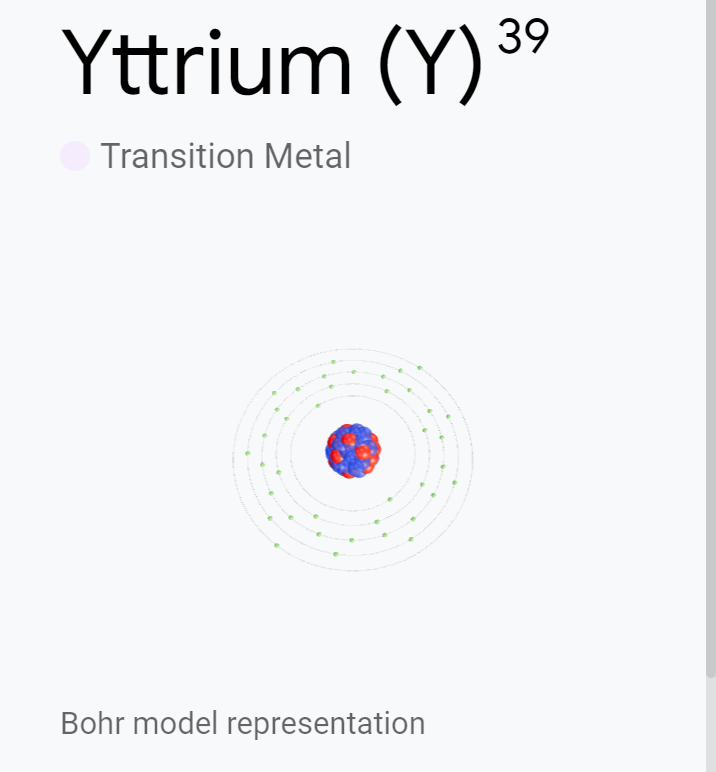 Yttrium (Y)³⁹
Transition Metal
Bohr model representation